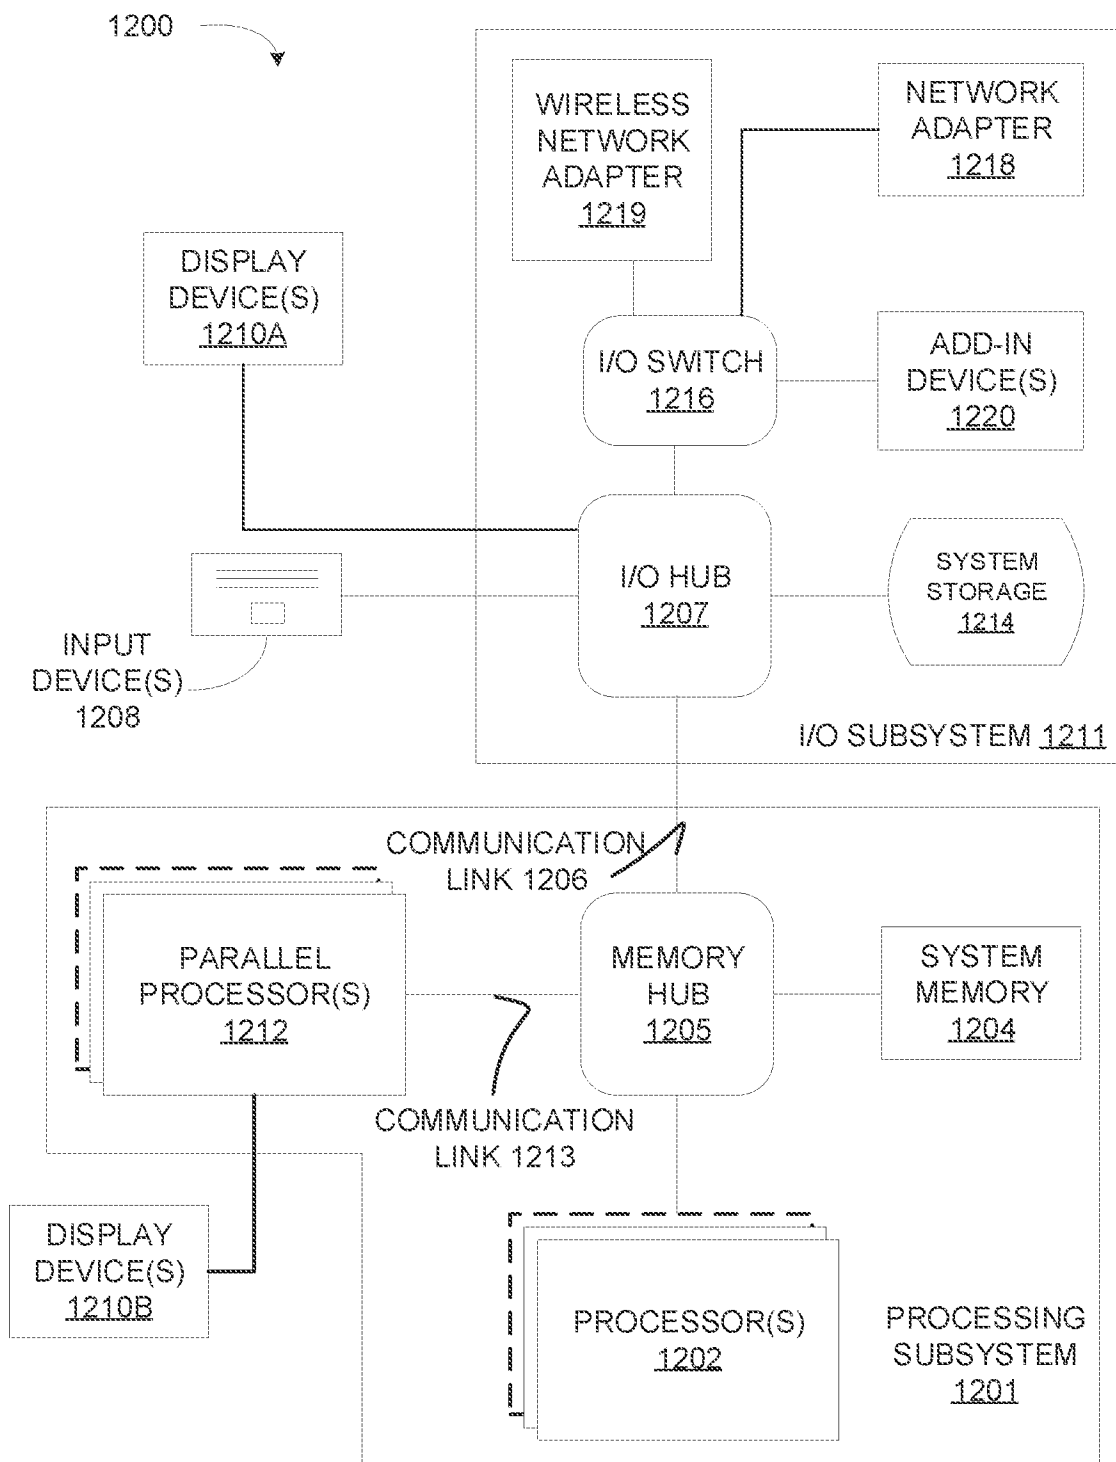 1200
WIRELESS
NETWORK
ADAPTER
1219
NETWORK
ADAPTER
1218
DISPLAY
DEVICE(S)
1210A
I/O SWITCH
1216
ADD-IN
DEVICE(S)
1220
I/O HUB
1207
SYSTEM
STORAGE
1214
INPUT
DEVICE(S)
1208
I/O SUBSYSTEM 1211
COMMUNICATION
LINK 1206
PARALLEL
PROCESSOR(S)
1212
MEMORY
HUB
1205
SYSTEM
MEMORY
1204
COMMUNICATION
LINK 1213
DISPLAY
DEVICE(S)
1210B
PROCESSOR(S)
1202
PROCESSING
SUBSYSTEM
1201